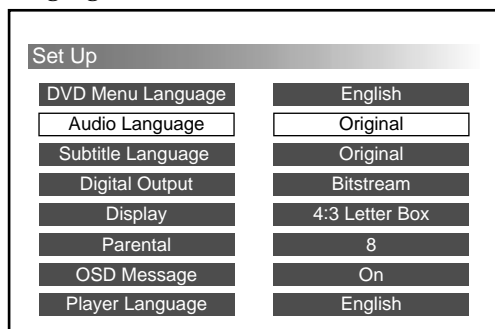 Set Up
DVD Menu Language English
Audio Language Original
Subtitle Language Original
Digital Output Bitstream
Display 4:3 Letter Box
Parental 8
OSD Message On
Player Language English